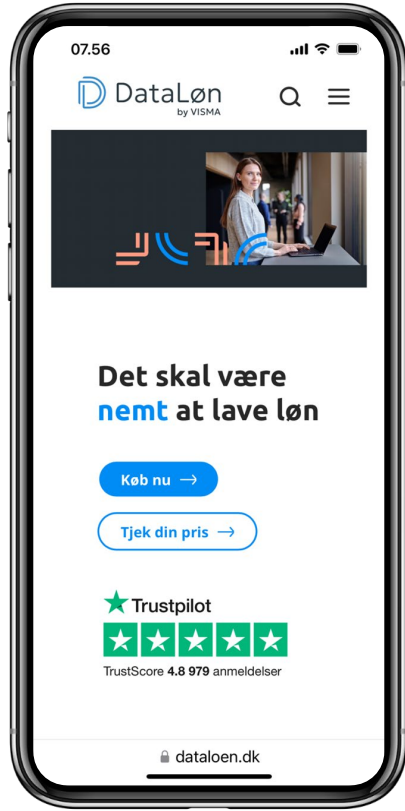 07.56
DataLøn
by VISMA
Det skal være
nemt at lave løn
Køb nu →
Tjek din pris →
Trustpilot
TrustScore 4.8 979 anmeldelser
dataloen.dk